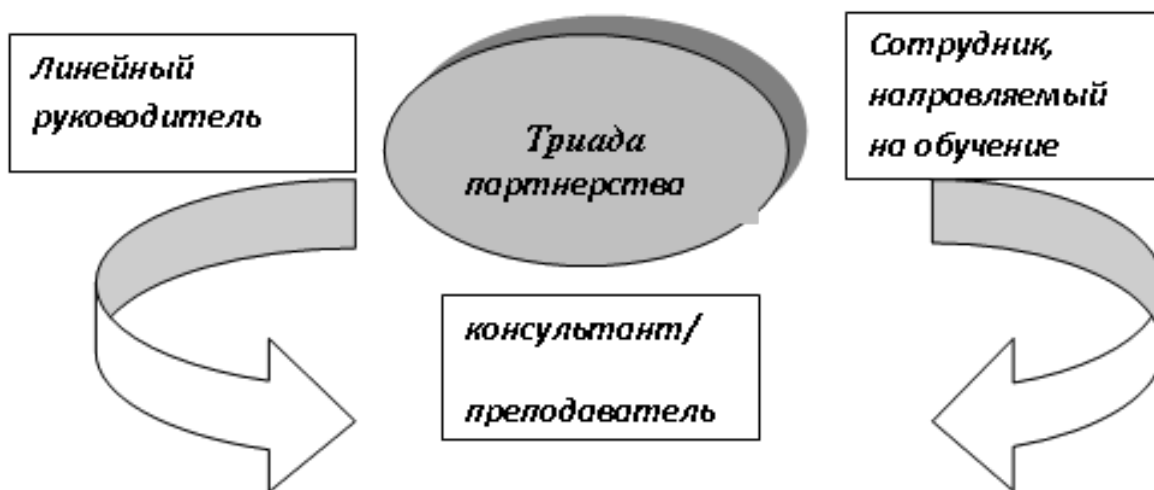 Линейный
руководитель
Триада
партнерства
Сотрудник,
направляемый
на обучение
консультант/
преподаватель